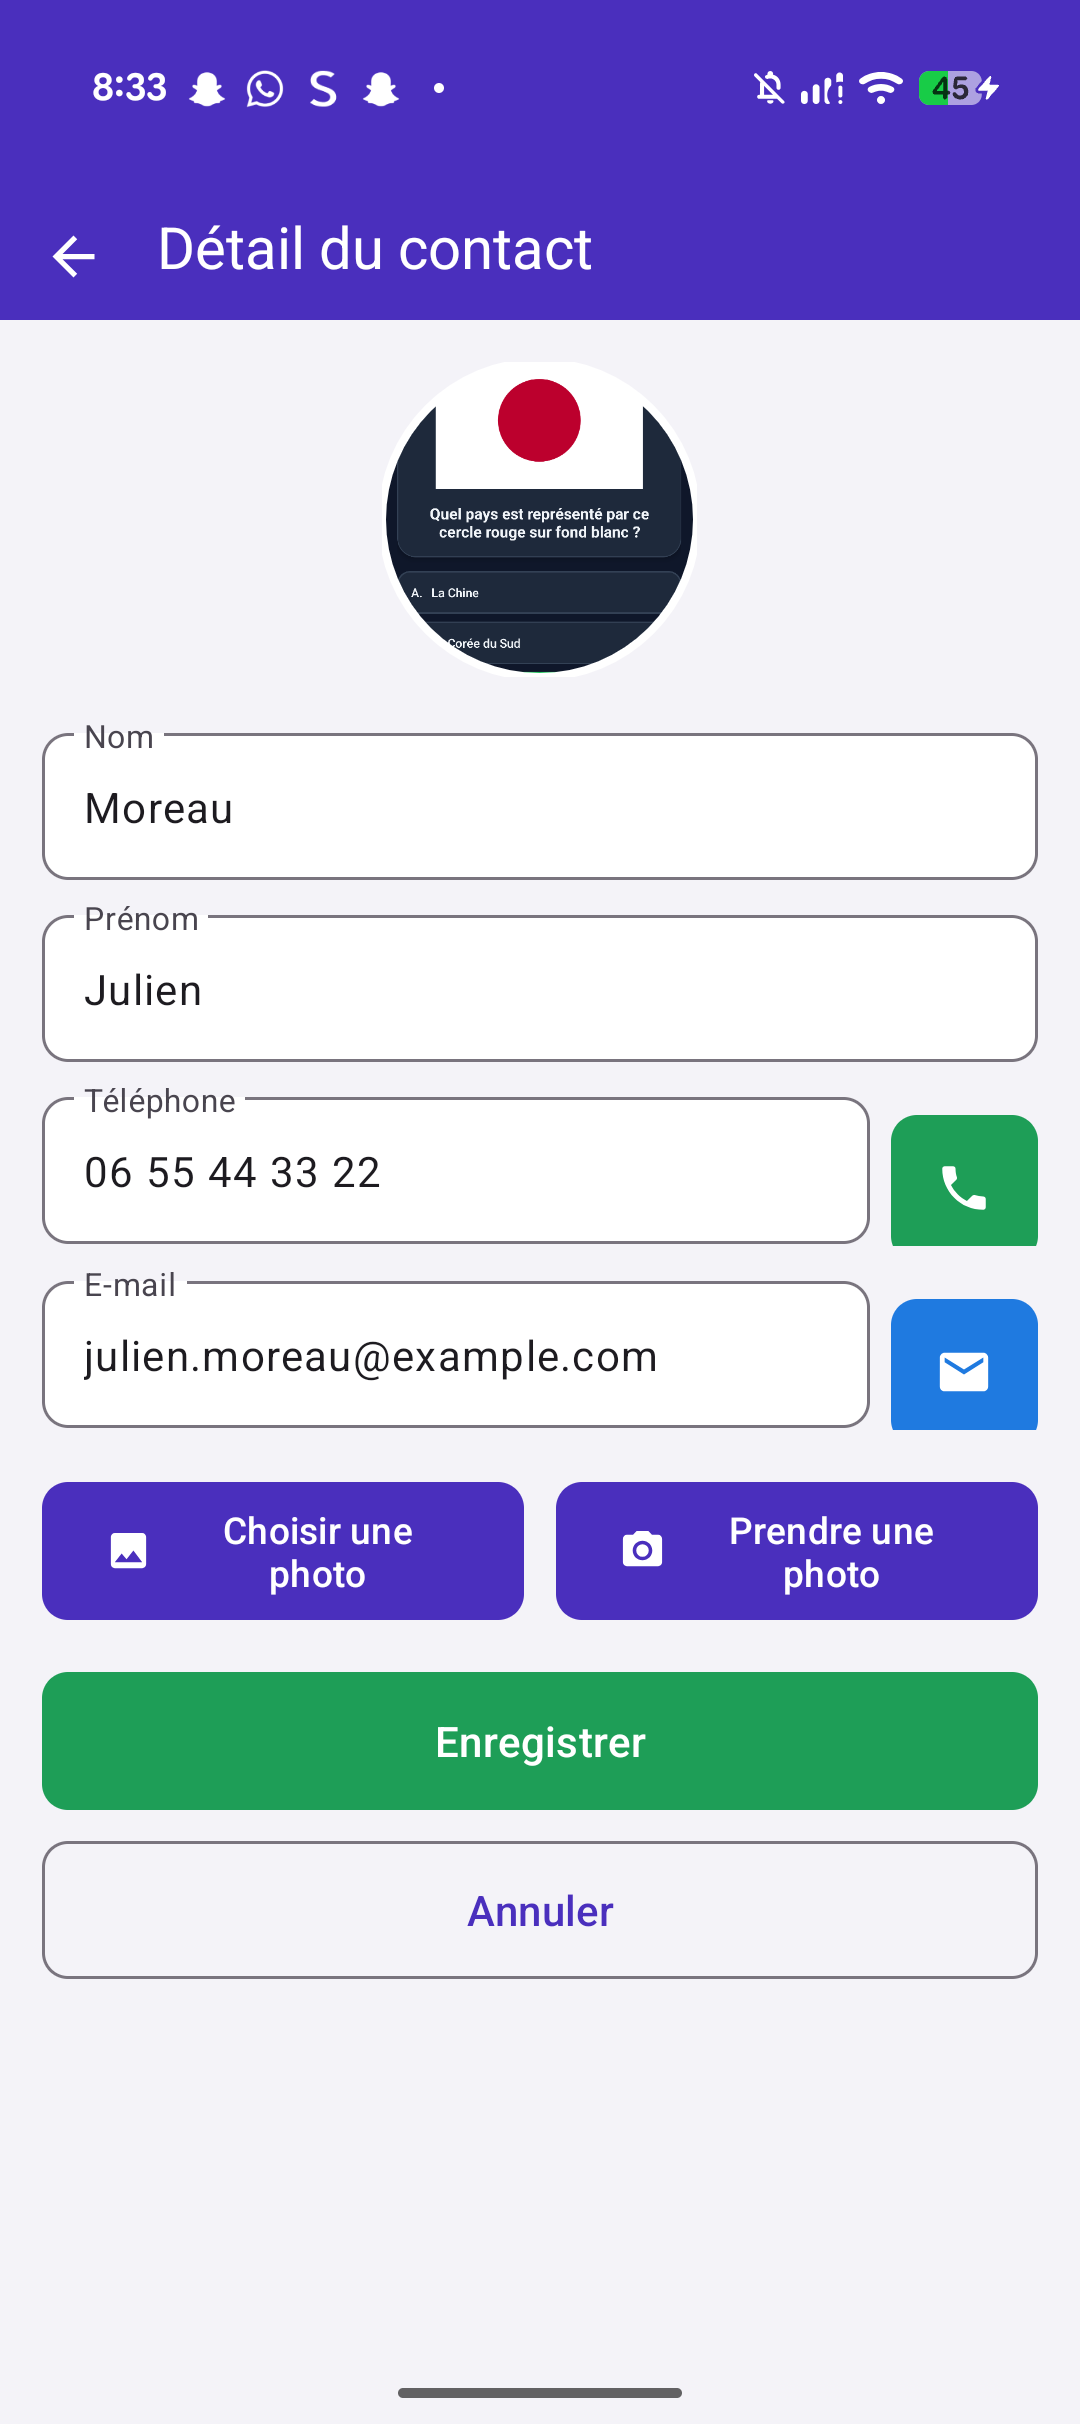 8:33
45
Détail du contact
Quel pays est représenté par ce
cercle rouge sur fond blanc ?
A. La Chine
Corée du Sud
Nom
Moreau
Prénom
Julien
Téléphone
06 55 44 33 22
E-mail
julien.moreau@example.com
Choisir une
photo
Prendre une
photo
Enregistrer
Annuler